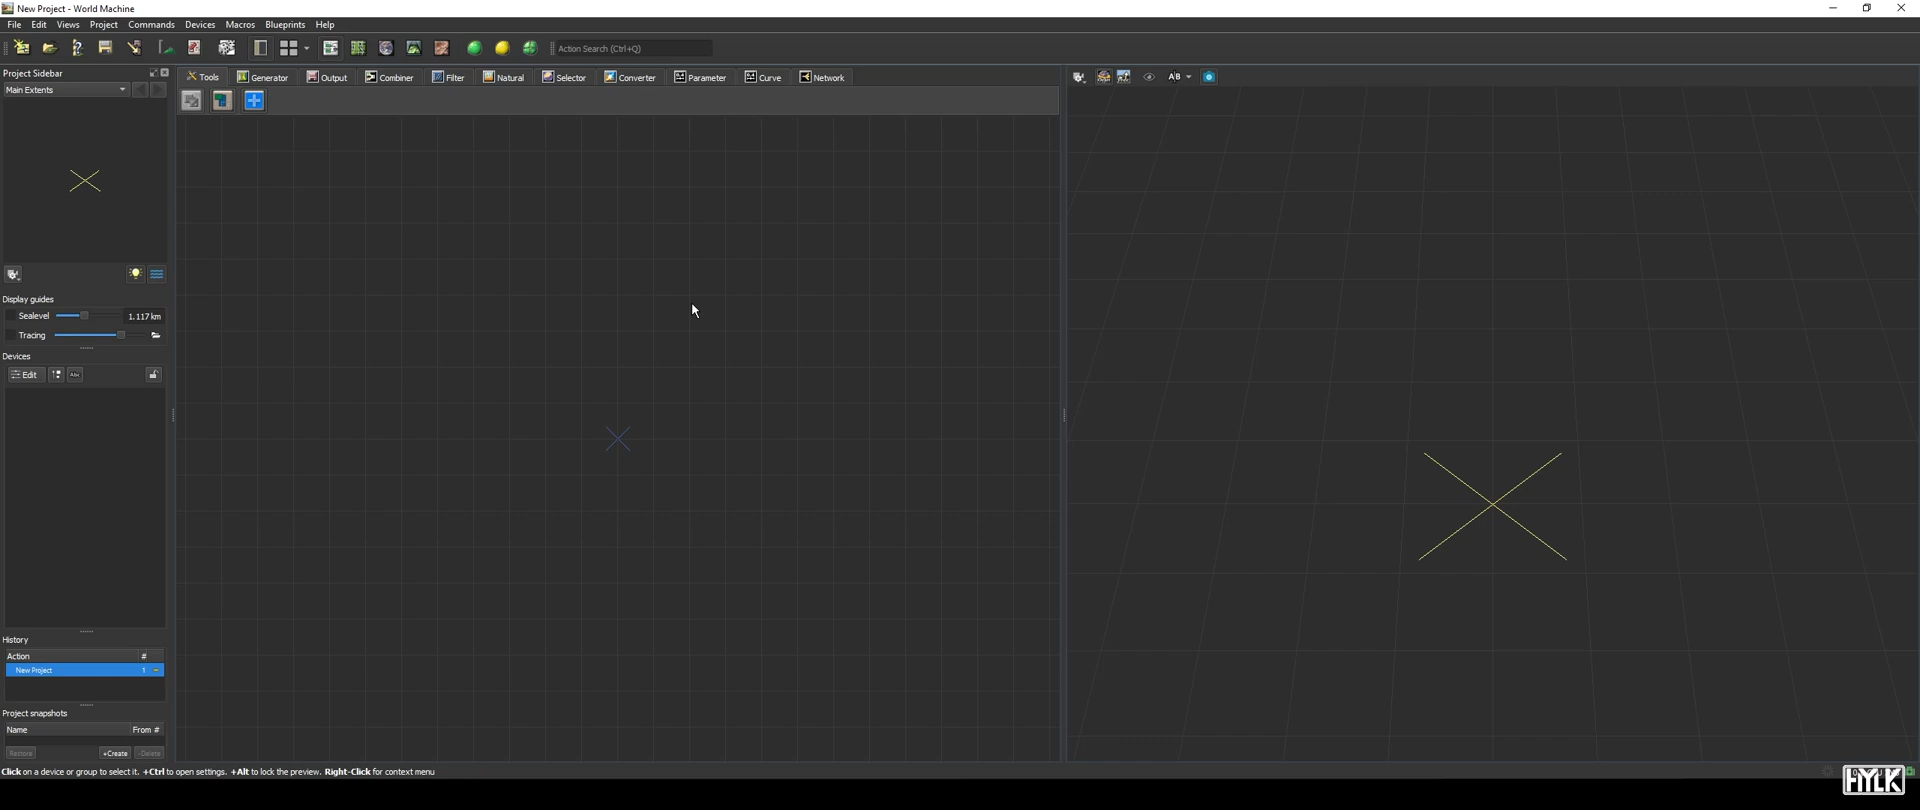 New Project - World Machine
File Edit Views Project Commands Devices Macros Blueprints Help
Action Search (Ctrl+Q)
Project Sidebar
Main Extents
Tools Generator Output Combiner Filter Natural Selector Converter Parameter Curve Network
AB
Display guides
Sealevel 1.117 km
Tracing
Devices
Edit Abc
History
Action #
New Project 1
Project snapshots
Name From #
Restore +Create -Delete
Click on a device or group to select it. +Ctrl to open settings. +Alt to lock the preview. Right-Click for context menu